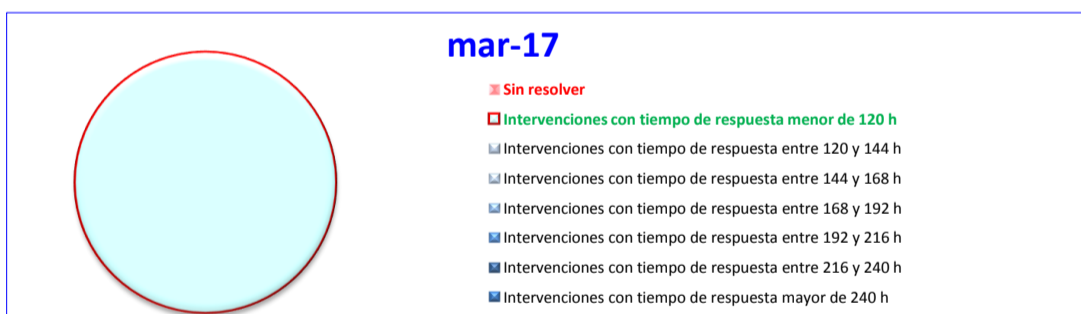 mar-17
Sin resolver
Intervenciones con tiempo de respuesta menor de 120 h
Intervenciones con tiempo de respuesta entre 120 y 144 h
Intervenciones con tiempo de respuesta entre 144 y 168 h
Intervenciones con tiempo de respuesta entre 168 y 192 h
Intervenciones con tiempo de respuesta entre 192 y 216 h
Intervenciones con tiempo de respuesta entre 216 y 240 h
Intervenciones con tiempo de respuesta mayor de 240 h